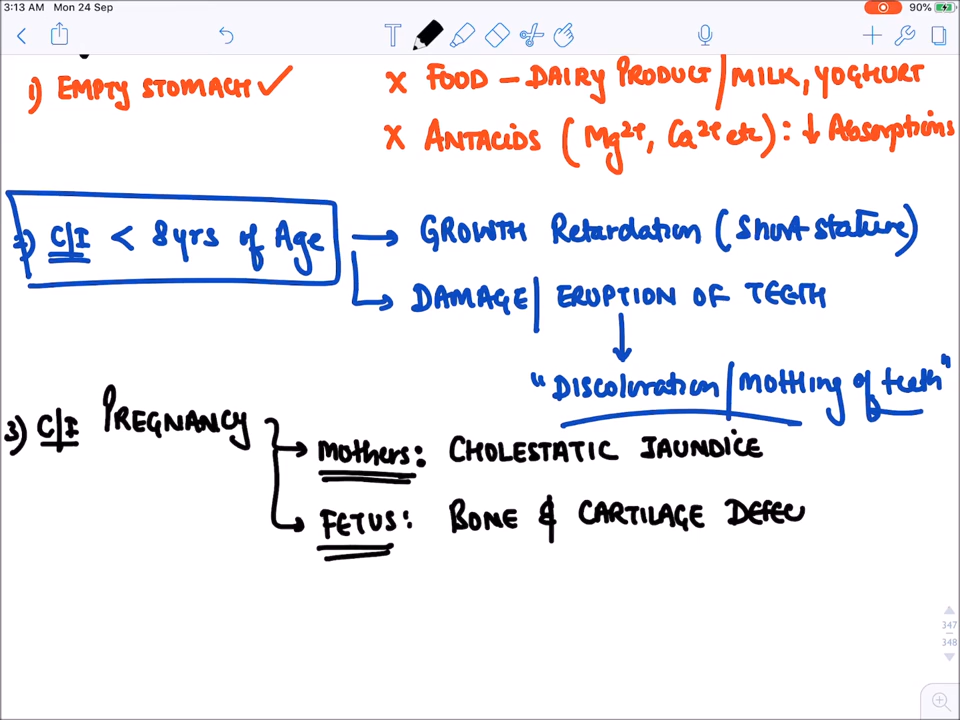 3:13 AM Mon 24 Sep 90%
T
1) EMPTY STOMACH ✓ x FOOD – DAIRY PRODUCT / MILK, YOGHURT
x ANTACIDS (Mg2+, Ca2+ etc) : ↓ Absorptions
2) C/I < 8 yrs of Age → GROWTH Retardation (Short stature)
→ DAMAGE / ERUPTION OF TEETH
"Discoloration / Mottling of teeth"
3) C/I PREGNANCY
→ Mothers: CHOLESTATIC JAUNDICE
→ FETUS: BONE & CARTILAGE DEFEC
347
348